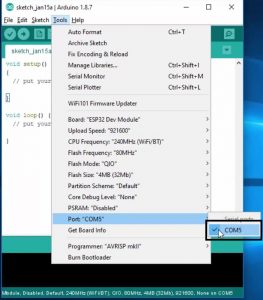 sketch_jan15a | Arduino 1.8.7
File Edit Sketch Tools Help
Auto Format Ctrl+T
Archive Sketch
Fix Encoding & Reload
Manage Libraries... Ctrl+Shift+I
Serial Monitor Ctrl+Shift+M
Serial Plotter Ctrl+Shift+L
WiFi101 Firmware Updater
Board: "ESP32 Dev Module"
Upload Speed: "921600"
CPU Frequency: "240MHz (WiFi/BT)"
Flash Frequency: "80MHz"
Flash Mode: "QIO"
Flash Size: "4MB (32Mb)"
Partition Scheme: "Default"
Core Debug Level: "None"
PSRAM: "Disabled"
Port: "COM5"
Get Board Info
Programmer: "AVRISP mkII"
Burn Bootloader
Serial ports
COM5
sketch_jan15a
void setup()
{
// put your
}
void loop() {
// put your
Module, Disabled, Default, 240MHz (WiFi/BT), QIO, 80MHz, 4MB (32Mb), 921600, None on COM5